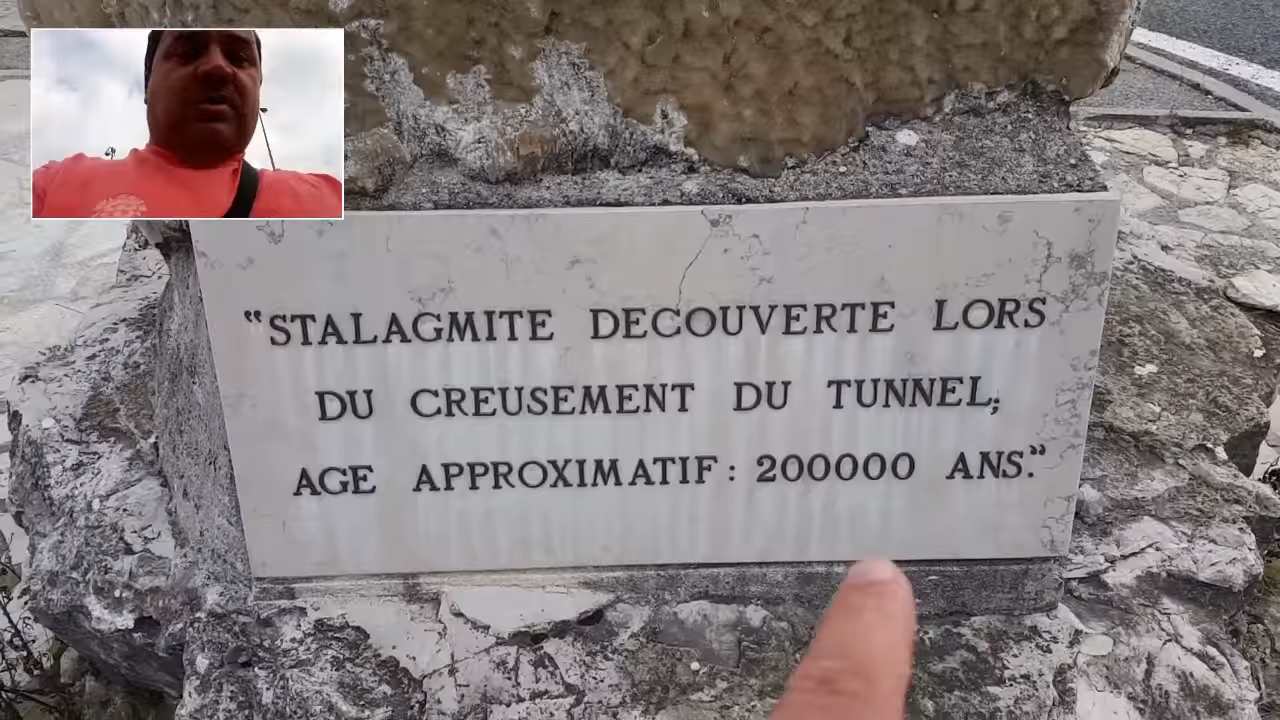 “STALAGMITE DECOUVERTE LORS
DU CREUSEMENT DU TUNNEL;
AGE APPROXIMATIF : 200000 ANS.”